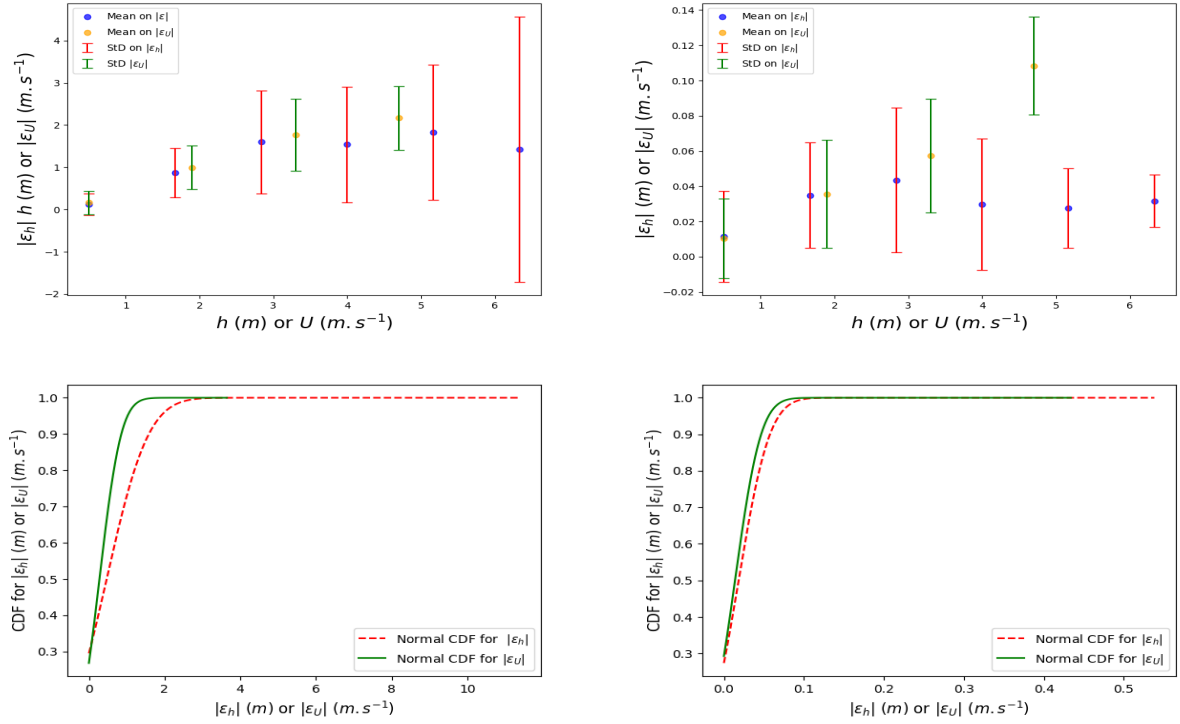 Mean on |ε|
Mean on |ε_U|
StD on |ε_h|
StD |ε_U|
|ε_h| h (m) or |ε_U| (m.s⁻¹)
4
3
2
1
0
−1
−2
1 2 3 4 5 6
h (m) or U (m.s⁻¹)
Mean on |ε_h|
Mean on |ε_U|
StD on |ε_h|
StD on |ε_U|
|ε_h| (m) or |ε_U| (m.s⁻¹)
0.14
0.12
0.10
0.08
0.06
0.04
0.02
0.00
−0.02
1 2 3 4 5 6
h (m) or U (m.s⁻¹)
CDF for |ε_h| (m) or |ε_U| (m.s⁻¹)
1.0
0.9
0.8
0.7
0.6
0.5
0.4
0.3
Normal CDF for |ε_h|
Normal CDF for |ε_U|
0 2 4 6 8 10
|ε_h| (m) or |ε_U| (m.s⁻¹)
CDF for |ε_h| (m) or |ε_U| (m.s⁻¹)
1.0
0.9
0.8
0.7
0.6
0.5
0.4
0.3
Normal CDF for |ε_h|
Normal CDF for |ε_U|
0.0 0.1 0.2 0.3 0.4 0.5
|ε_h| (m) or |ε_U| (m.s⁻¹)